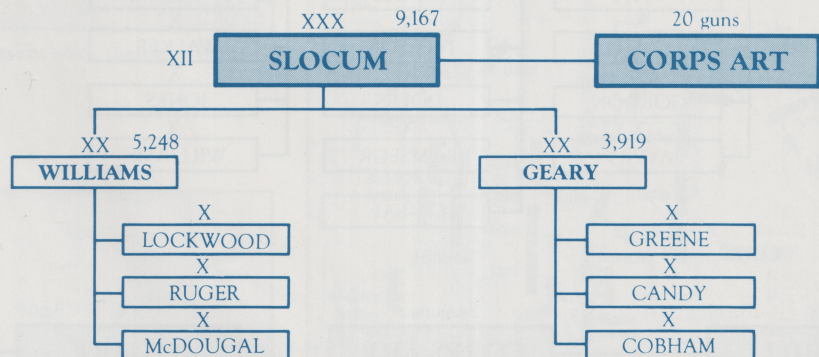 XXX 9,167 20 guns
XII SLOCUM CORPS ART
XX 5,248 XX 3,919
WILLIAMS GEARY
X X
LOCKWOOD GREENE
X X
RUGER CANDY
X X
McDOUGAL COBHAM